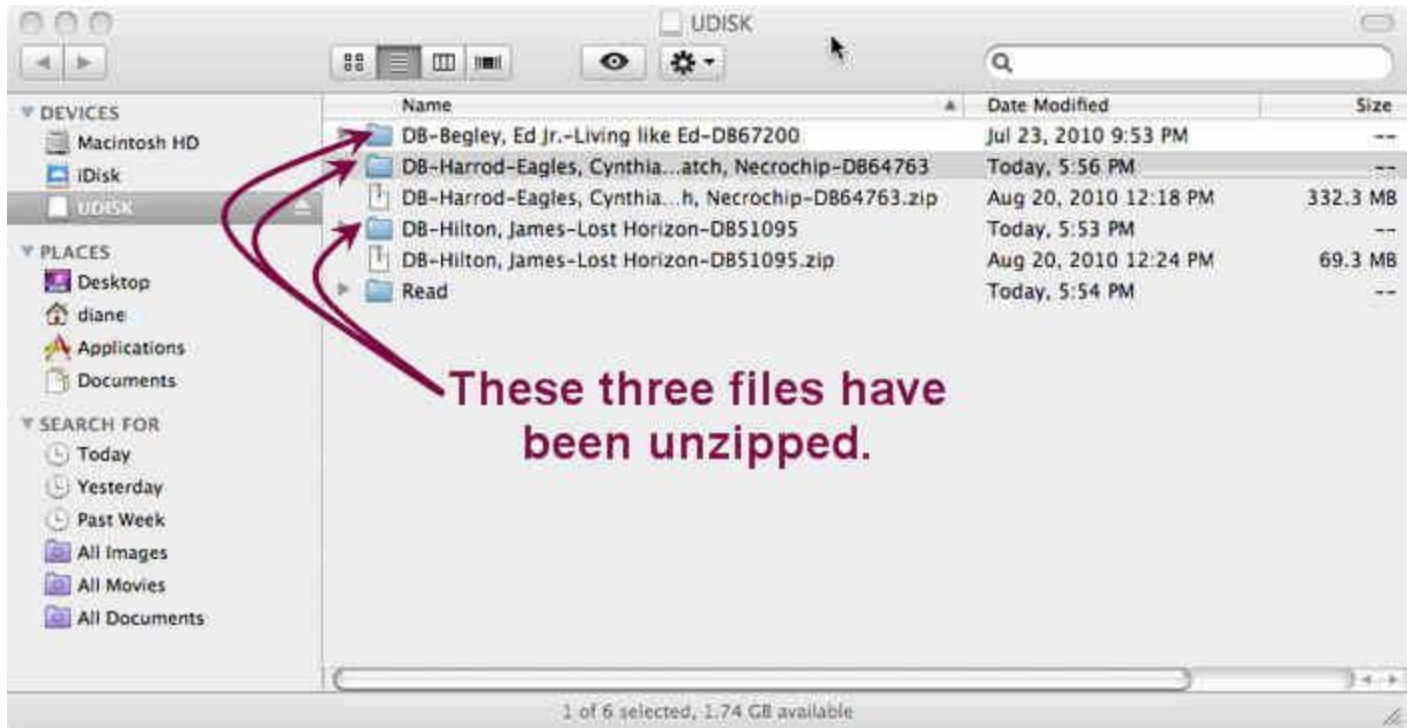 UDISK
Name Date Modified Size
DEVICES
Macintosh HD
iDisk
UDISK
PLACES
Desktop
diane
Applications
Documents
SEARCH FOR
Today
Yesterday
Past Week
All Images
All Movies
All Documents
DB-Begley, Ed Jr.-Living like Ed-DB67200 Jul 23, 2010 9:53 PM --
DB-Harrod-Eagles, Cynthia...atch, Necrochip-DB64763 Today, 5:56 PM --
DB-Harrod-Eagles, Cynthia...h, Necrochip-DB64763.zip Aug 20, 2010 12:18 PM 332.3 MB
DB-Hilton, James-Lost Horizon-DB51095 Today, 5:53 PM --
DB-Hilton, James-Lost Horizon-DB51095.zip Aug 20, 2010 12:24 PM 69.3 MB
Read Today, 5:54 PM --
These three files have
been unzipped.
1 of 6 selected, 1.74 GB available